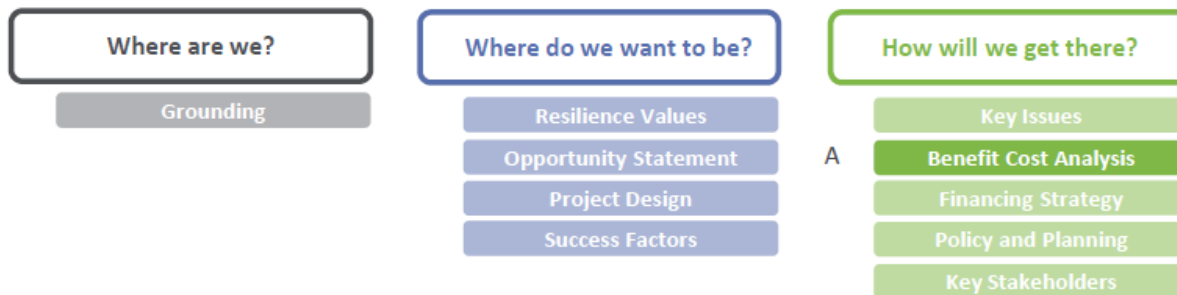 Where are we?
Grounding
Where do we want to be?
Resilience Values
Opportunity Statement
Project Design
Success Factors
How will we get there?
Key Issues
A
Benefit Cost Analysis
Financing Strategy
Policy and Planning
Key Stakeholders